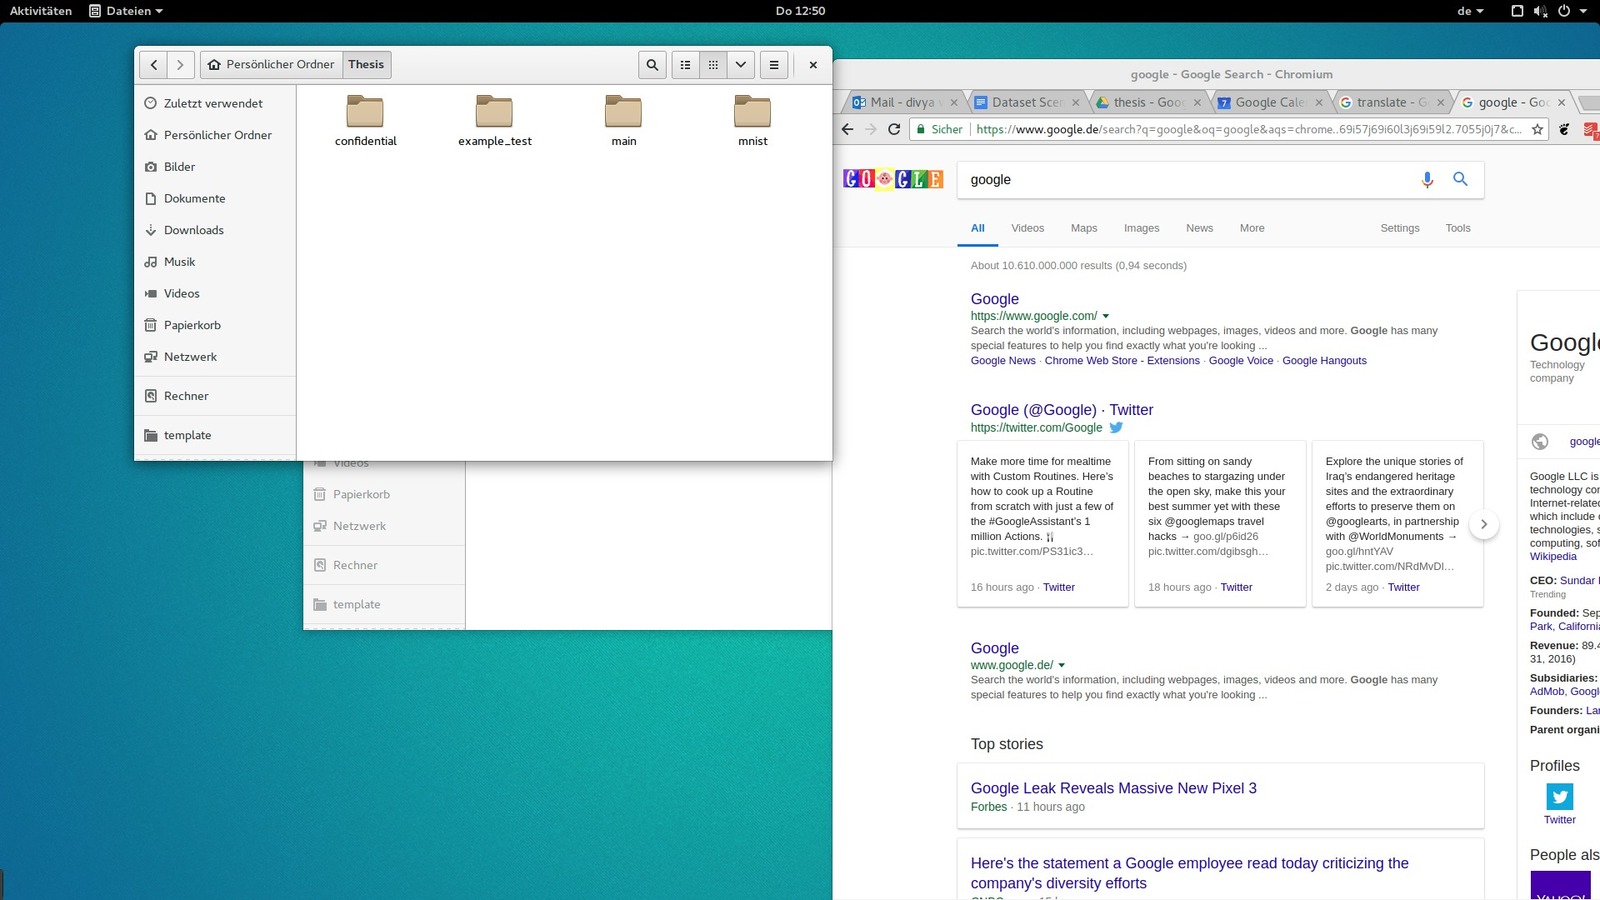 Aktivitäten Dateien Do 12:50 de
Persönlicher Ordner Thesis
Zuletzt verwendet
Persönlicher Ordner
Bilder
Dokumente
Downloads
Musik
Videos
Papierkorb
Netzwerk
Rechner
template
confidential example_test main mnist
Videos
Papierkorb
Netzwerk
Rechner
template
google - Google Search - Chromium
Mail - divya Dataset Scen thesis - Goo Google Cale translate - G google - Goo
Sicher https://www.google.de/search?q=google&oq=google&aqs=chrome..69i57j69i60l3j69i59l2.7055j0j7&c...
GOOGLE google
All Videos Maps Images News More Settings Tools
About 10.610.000.000 results (0,94 seconds)
Google
https://www.google.com/
Search the world's information, including webpages, images, videos and more. Google has many
special features to help you find exactly what you're looking ...
Google News · Chrome Web Store - Extensions · Google Voice · Google Hangouts
Google (@Google) · Twitter
https://twitter.com/Google
Make more time for mealtime
with Custom Routines. Here's
how to cook up a Routine
from scratch with just a few of
the #GoogleAssistant's 1
million Actions.
pic.twitter.com/PS31ic3...
16 hours ago · Twitter
From sitting on sandy
beaches to stargazing under
the open sky, make this your
best summer yet with these
six @googlemaps travel
hacks → goo.gl/p6id26
pic.twitter.com/dgibsgh...
18 hours ago · Twitter
Explore the unique stories of
Iraq's endangered heritage
sites and the extraordinary
efforts to preserve them on
@googlearts, in partnership
with @WorldMonuments →
goo.gl/hntYAV
pic.twitter.com/NRdMvDl...
2 days ago · Twitter
Google
www.google.de/
Search the world's information, including webpages, images, videos and more. Google has many
special features to help you find exactly what you're looking ...
Top stories
Google Leak Reveals Massive New Pixel 3
Forbes · 11 hours ago
Here's the statement a Google employee read today criticizing the
company's diversity efforts
Google
Technology
company
google
Google LLC is
technology co
Internet-relate
which include
technologies, s
computing, sof
Wikipedia
CEO: Sundar
Trending
Founded: Sep
Park, California
Revenue: 89.4
31, 2016)
Subsidiaries:
AdMob, Goog
Founders: La
Parent organi
Profiles
Twitter
People als
YAHOO!